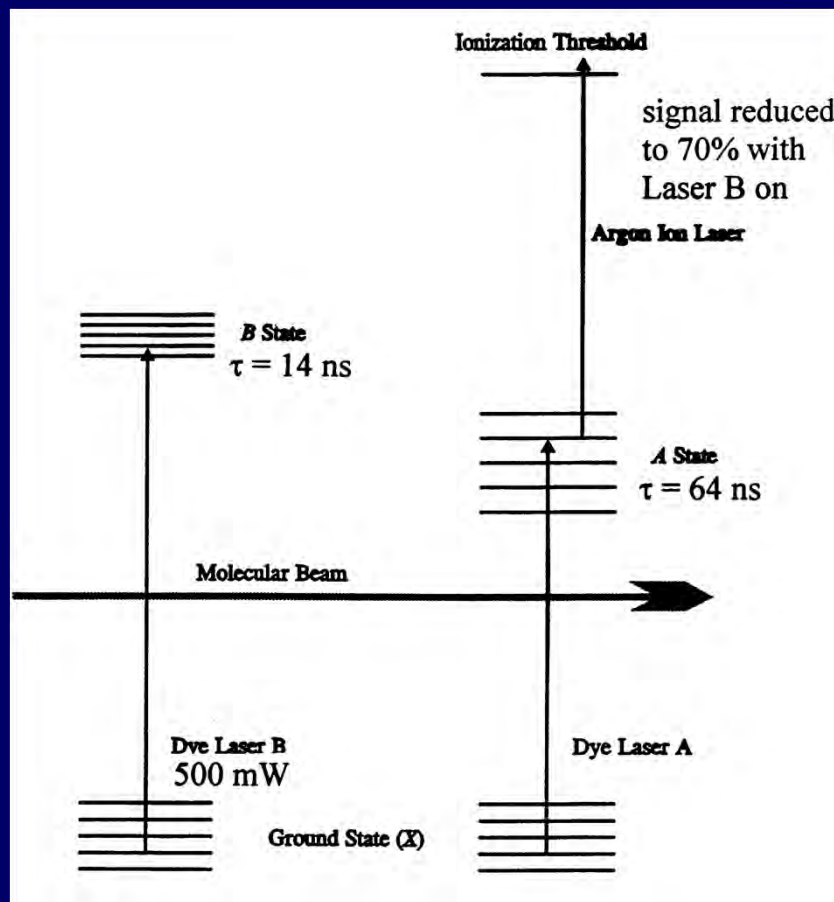 Ionization Threshold
signal reduced
to 70% with
Laser B on
Argon Ion Laser
B State
τ = 14 ns
A State
τ = 64 ns
Molecular Beam
Dye Laser B
500 mW
Dye Laser A
Ground State (X)